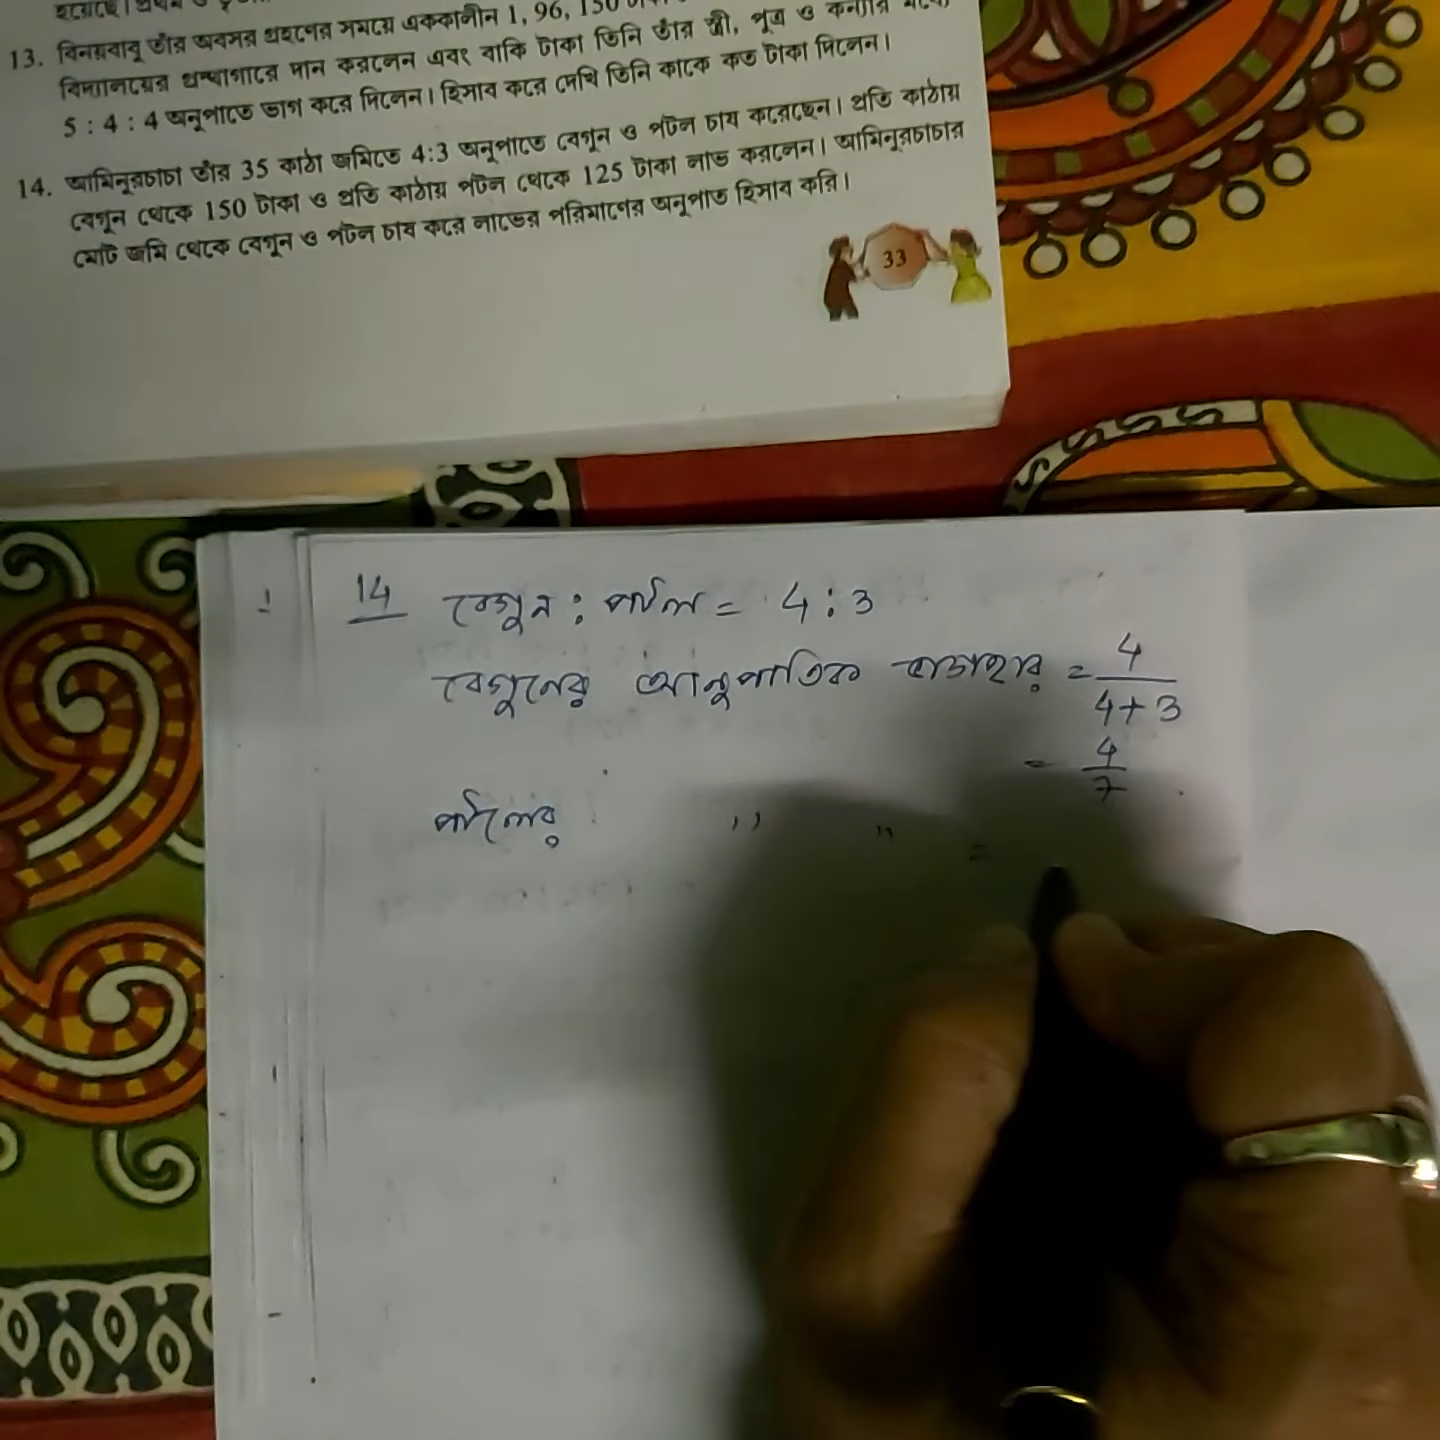 13. বিনয়বাবু তাঁর অবসর গ্রহণের সময়ে এককালীন 1, 96, 150
বিদ্যালয়ের গ্রন্থাগারে দান করলেন এবং বাকি টাকা তিনি তাঁর স্ত্রী, পুত্র ও কন্যার মধ্যে
5 : 4 : 4 অনুপাতে ভাগ করে দিলেন। হিসাব করে দেখি তিনি কাকে কত টাকা দিলেন।
14. আমিনূরচাচা তাঁর 35 কাঠা জমিতে 4:3 অনুপাতে বেগুন ও পটল চাষ করেছেন। প্রতি কাঠায়
বেগুন থেকে 150 টাকা ও প্রতি কাঠায় পটল থেকে 125 টাকা লাভ করলেন। আমিনূরচাচার
মোট জমি থেকে বেগুন ও পটল চাষ করে লাভের পরিমাণের অনুপাত হিসাব করি।
33
14 বেগুন : পটল = 4 : 3
বেগুনের আনুপাতিক ভাগহার = 4
4 + 3
= 4
7
পটলের ,, ,, =